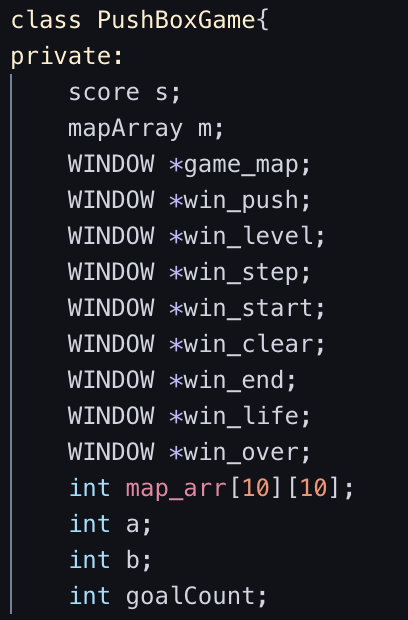 class PushBoxGame{
private:
    score s;
    mapArray m;
    WINDOW *game_map;
    WINDOW *win_push;
    WINDOW *win_level;
    WINDOW *win_step;
    WINDOW *win_start;
    WINDOW *win_clear;
    WINDOW *win_end;
    WINDOW *win_life;
    WINDOW *win_over;
    int map_arr[10][10];
    int a;
    int b;
    int goalCount;